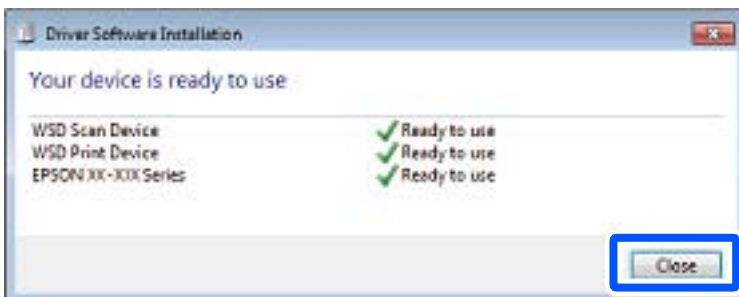 Driver Software Installation
Your device is ready to use
WSD Scan Device Ready to use
WSD Print Device Ready to use
EPSON XX-XXX Series Ready to use
Close